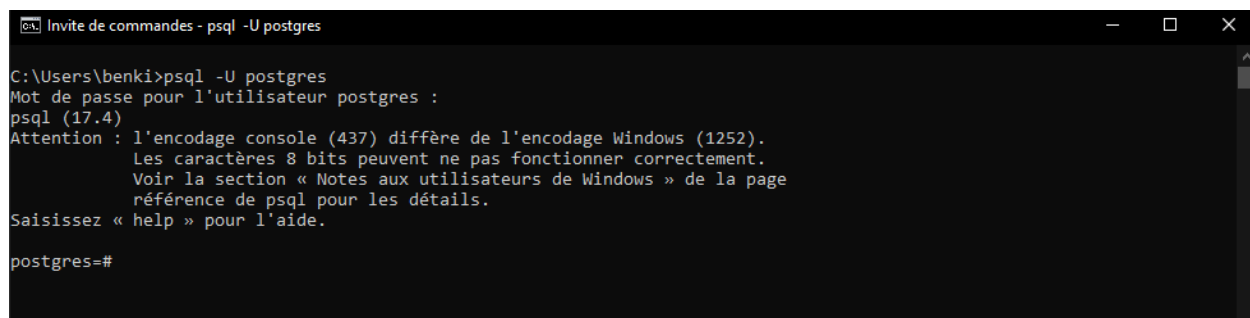 Invite de commandes - psql -U postgres
C:\Users\benki>psql -U postgres
Mot de passe pour l'utilisateur postgres :
psql (17.4)
Attention : l'encodage console (437) diffère de l'encodage Windows (1252).
Les caractères 8 bits peuvent ne pas fonctionner correctement.
Voir la section « Notes aux utilisateurs de Windows » de la page
référence de psql pour les détails.
Saisissez « help » pour l'aide.
postgres=#